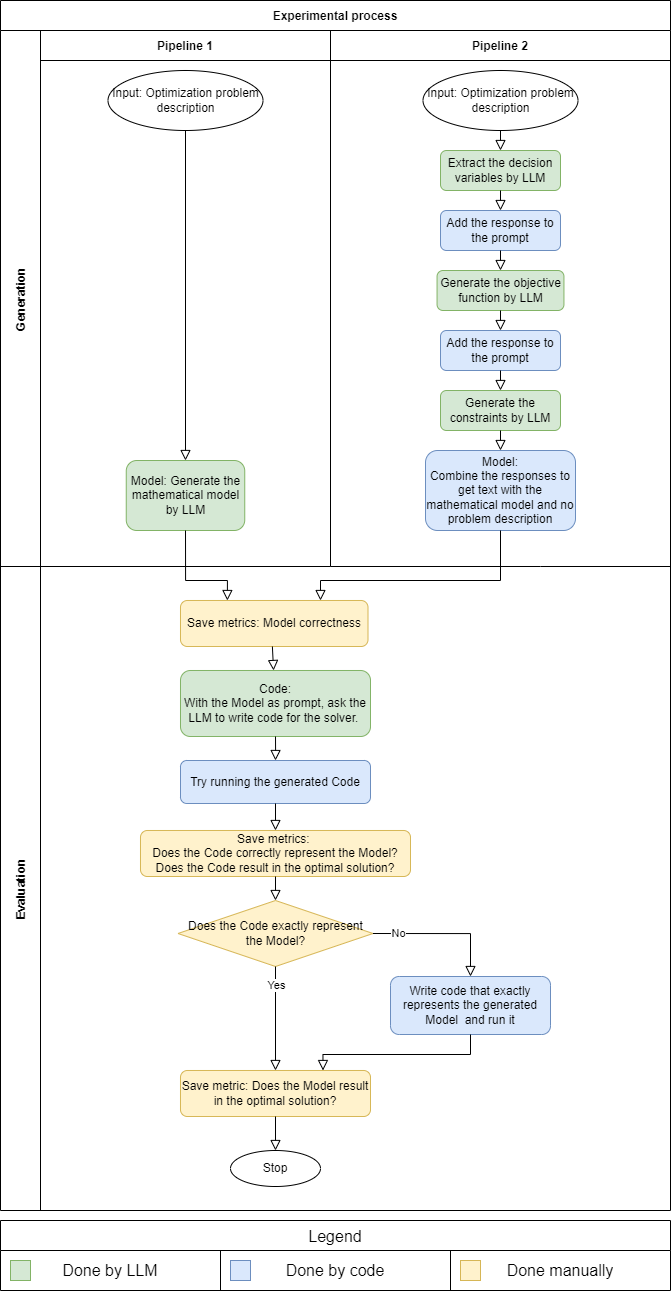 Experimental process
Pipeline 1
Pipeline 2
Generation
Input: Optimization problem
description
Model: Generate the
mathematical model
by LLM
Input: Optimization problem
description
Extract the decision
variables by LLM
Add the response to
the prompt
Generate the objective
function by LLM
Add the response to
the prompt
Generate the
constraints by LLM
Model:
Combine the responses to
get text with the
mathematical model and no
problem description
Evaluation
Save metrics: Model correctness
Code:
With the Model as prompt, ask the
LLM to write code for the solver.
Try running the generated Code
Save metrics:
Does the Code correctly represent the Model?
Does the Code result in the optimal solution?
Does the Code exactly represent
the Model?
No
Yes
Write code that exactly
represents the generated
Model and run it
Save metric: Does the Model result
in the optimal solution?
Stop
Legend
Done by LLM
Done by code
Done manually